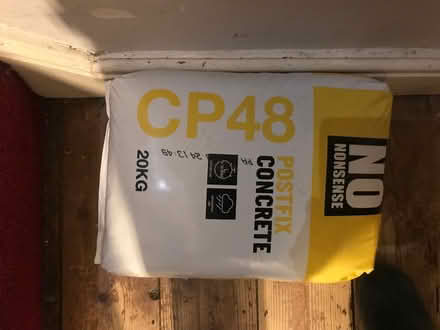 NO
NONSENSE
POSTFIX
CONCRETE
CP48
20KG